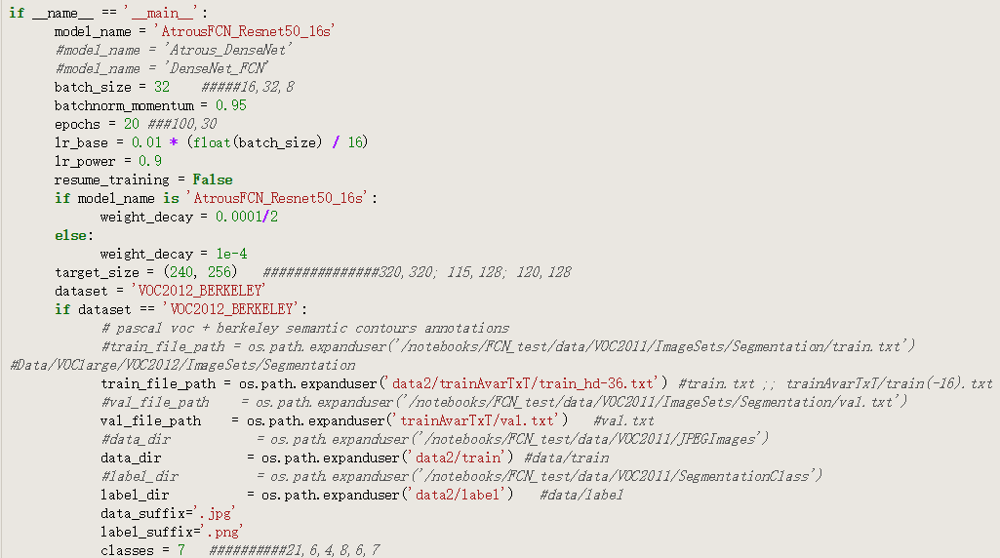 if __name__ == '__main__':
    model_name = 'AtrousFCN_Resnet50_16s'
    #model_name = 'Atrous_DenseNet'
    #model_name = 'DenseNet_FCN'
    batch_size = 32    #####16,32,8
    batchnorm_momentum = 0.95
    epochs = 20 ###100,30
    lr_base = 0.01 * (float(batch_size) / 16)
    lr_power = 0.9
    resume_training = False
    if model_name is 'AtrousFCN_Resnet50_16s':
        weight_decay = 0.0001/2
    else:
        weight_decay = 1e-4
    target_size = (240, 256)   ###############320,320; 115,128; 120,128
    dataset = 'VOC2012_BERKELEY'
    if dataset == 'VOC2012_BERKELEY':
        # pascal voc + berkeley semantic contours annotations
        #train_file_path = os.path.expanduser('/notebooks/FCN_test/data/VOC2011/ImageSets/Segmentation/train.txt')
#Data/VOClarge/VOC2012/ImageSets/Segmentation
        train_file_path = os.path.expanduser('data2/trainAvarTxT/train_hd-36.txt') #train.txt ;; trainAvarTxT/train(-16).txt
        #val_file_path    = os.path.expanduser('/notebooks/FCN_test/data/VOC2011/ImageSets/Segmentation/val.txt')
        val_file_path    = os.path.expanduser('trainAvarTxT/val.txt')   #val.txt
        #data_dir           = os.path.expanduser('/notebooks/FCN_test/data/VOC2011/JPEGImages')
        data_dir          = os.path.expanduser('data2/train') #data/train
        #label_dir          = os.path.expanduser('/notebooks/FCN_test/data/VOC2011/SegmentationClass')
        label_dir         = os.path.expanduser('data2/label')   #data/label
        data_suffix='.jpg'
        label_suffix='.png'
        classes = 7   ##########21,6,4,8,6,7